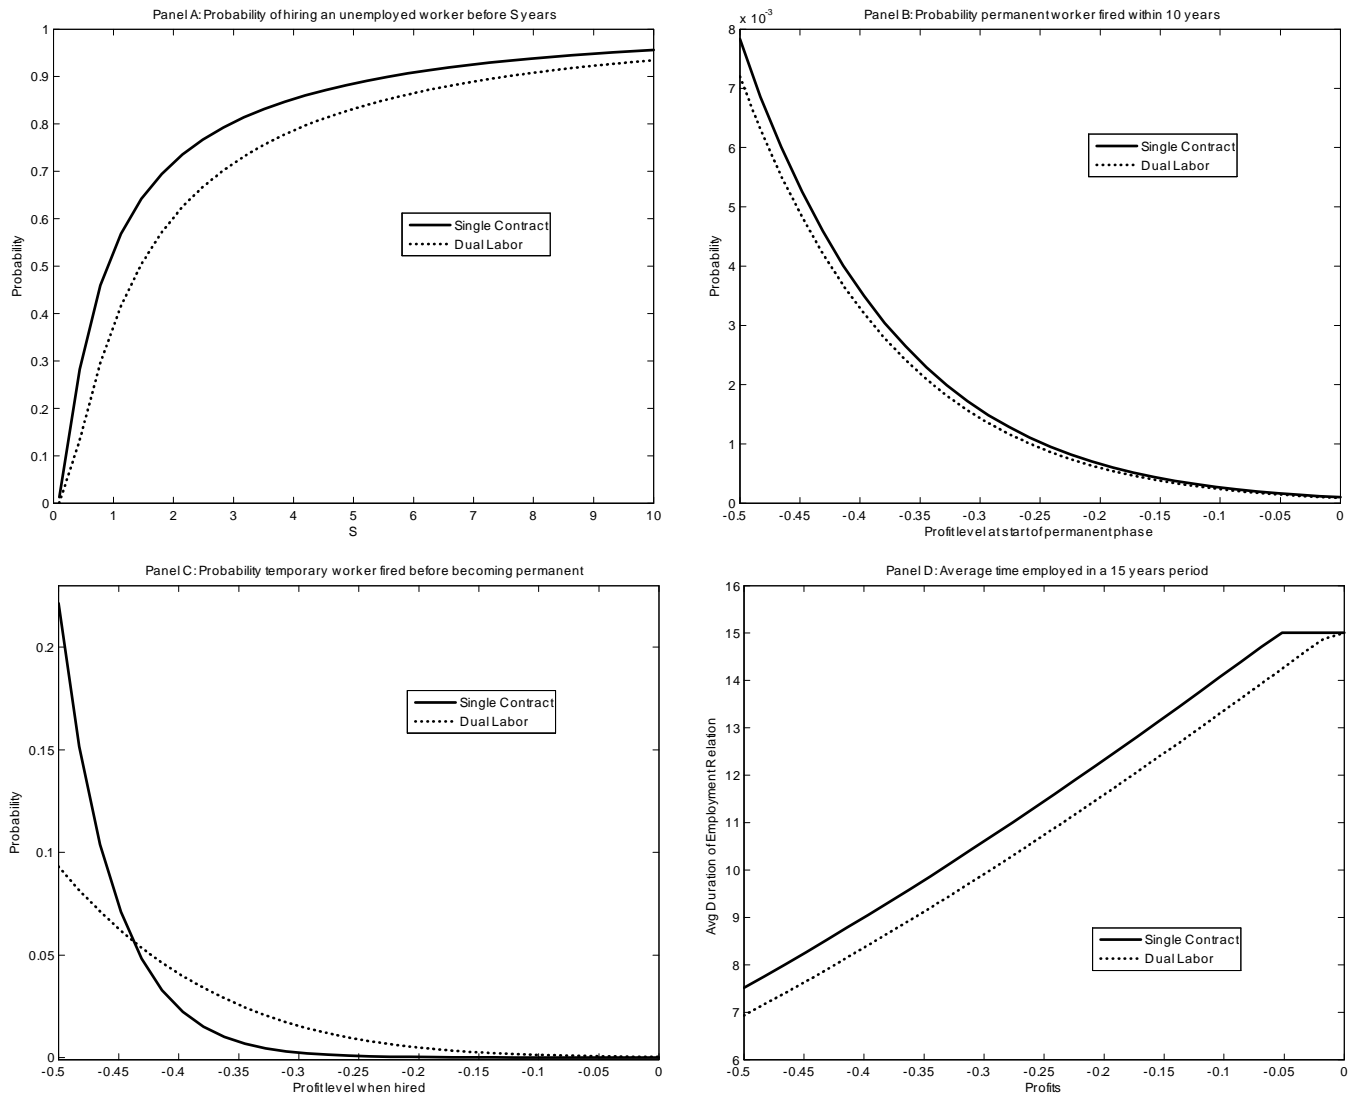 Panel A: Probability of hiring an unemployed worker before S years
1
0.9
0.8
0.7
0.6
0.5
0.4
0.3
0.2
0.1
0
Probability
Single Contract
Dual Labor
0 1 2 3 4 5 6 7 8 9 10
S
Panel B: Probability permanent worker fired within 10 years
x 10-3
8
7
6
5
4
3
2
1
0
Probability
Single Contract
Dual Labor
-0.5 -0.45 -0.4 -0.35 -0.3 -0.25 -0.2 -0.15 -0.1 -0.05 0
Profit level at start of permanent phase
Panel C: Probability temporary worker fired before becoming permanent
0.2
0.15
0.1
0.05
0
Probability
Single Contract
Dual Labor
-0.5 -0.45 -0.4 -0.35 -0.3 -0.25 -0.2 -0.15 -0.1 -0.05 0
Profit level when hired
Panel D: Average time employed in a 15 years period
16
15
14
13
12
11
10
9
8
7
6
Avg Duration of Employment Relation
Single Contract
Dual Labor
-0.5 -0.45 -0.4 -0.35 -0.3 -0.25 -0.2 -0.15 -0.1 -0.05 0
Profits